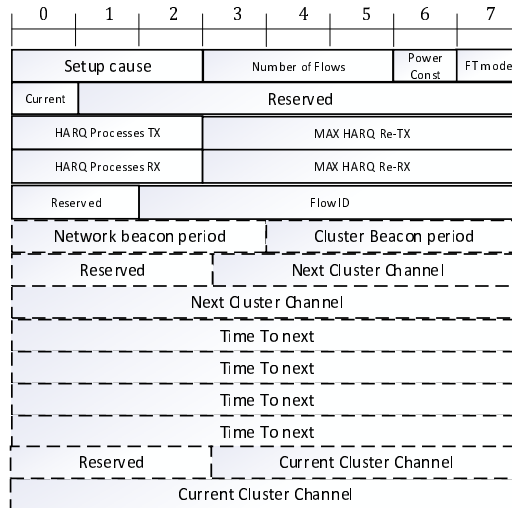 0 1 2 3 4 5 6 7
Setup cause Number of Flows Power Const FT mode
Current Reserved
HARQ Processes TX MAX HARQ Re-TX
HARQ Processes RX MAX HARQ Re-RX
Reserved FlowID
Network beacon period Cluster Beacon period
Reserved Next Cluster Channel
Next Cluster Channel
Time To next
Time To next
Time To next
Time To next
Reserved Current Cluster Channel
Current Cluster Channel